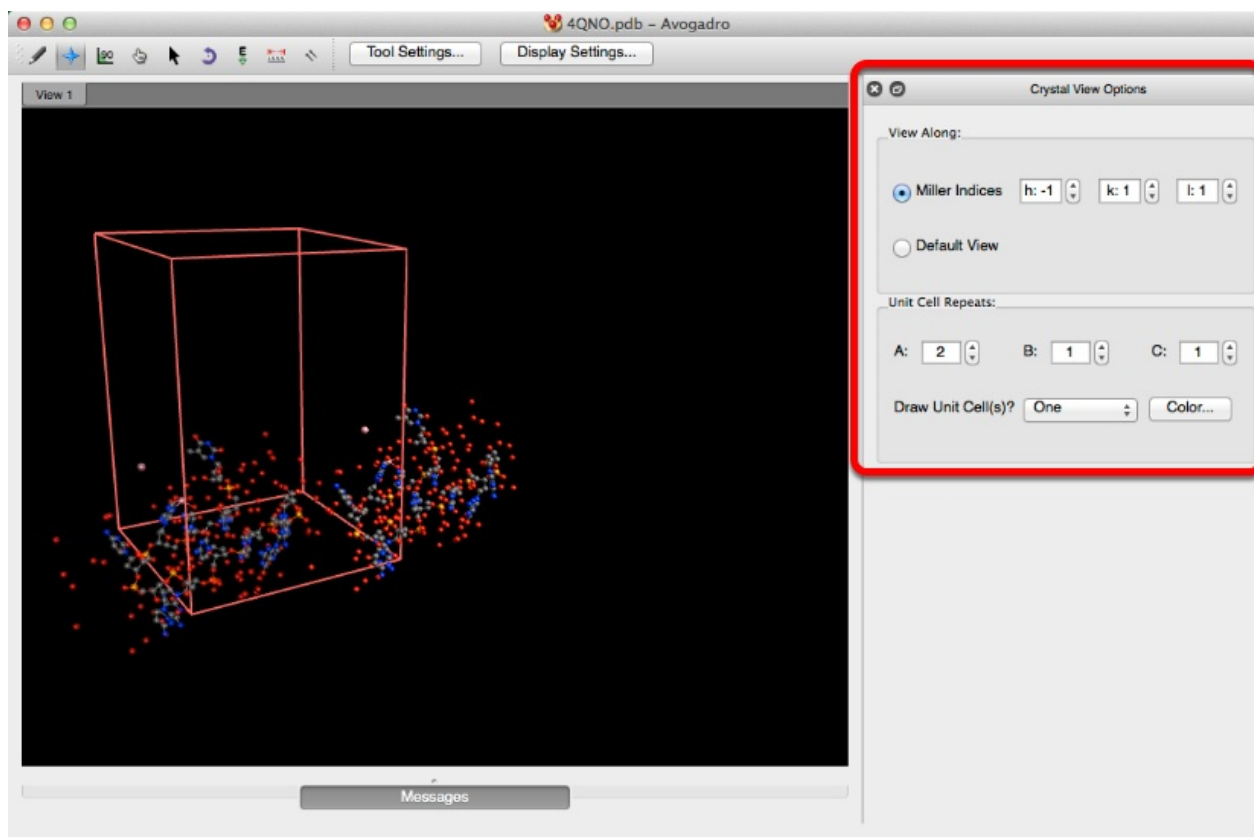 4QNO.pdb – Avogadro
90 E Tool Settings... Display Settings...
View 1
Crystal View Options
View Along:
Miller Indices h: -1 k: 1 l: 1
Default View
Unit Cell Repeats:
A: 2 B: 1 C: 1
Draw Unit Cell(s)? One Color...
Messages